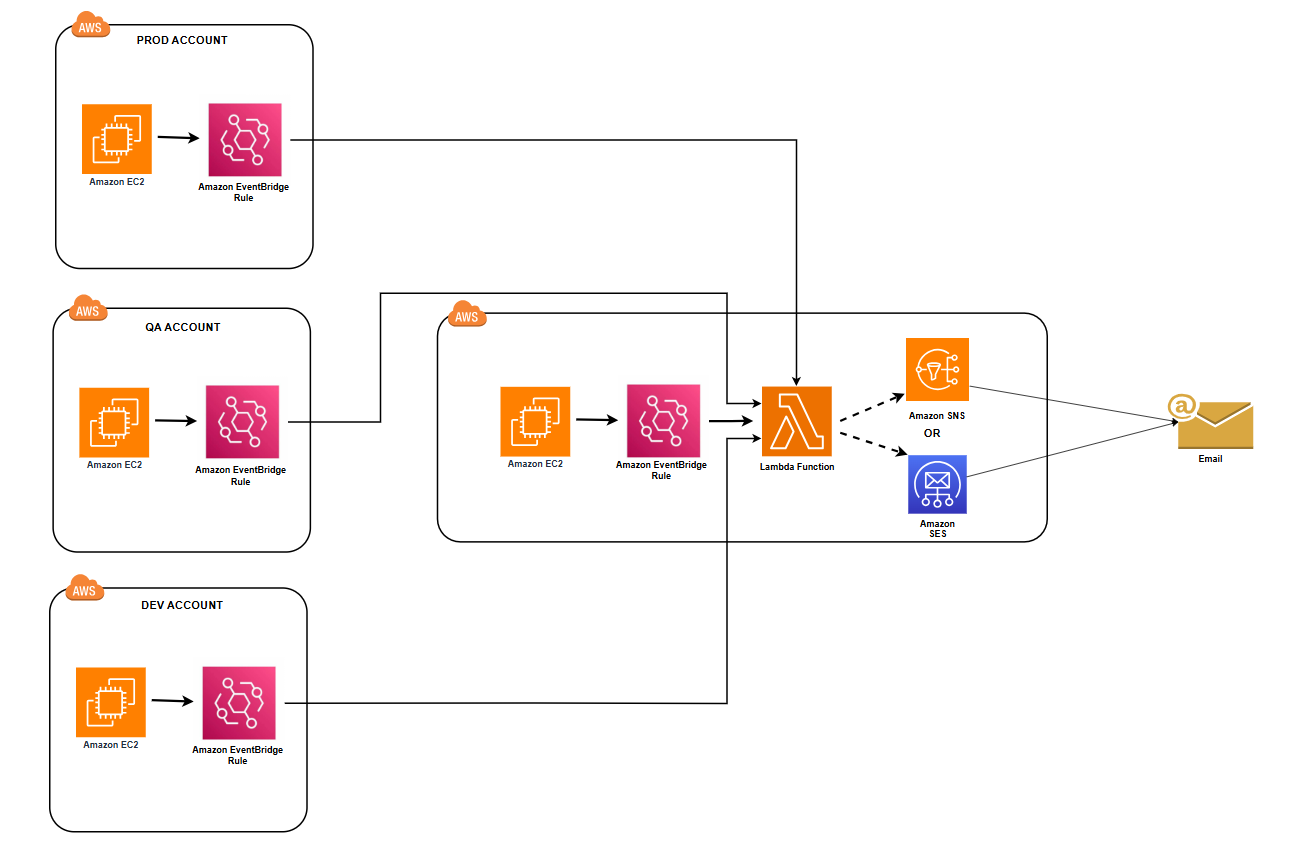 AWS
PROD ACCOUNT
Amazon EC2
Amazon EventBridge
Rule
AWS
QA ACCOUNT
Amazon EC2
Amazon EventBridge
Rule
AWS
Amazon EC2
Amazon EventBridge
Rule
Lambda Function
Amazon SNS
OR
Amazon
SES
@
Email
AWS
DEV ACCOUNT
Amazon EC2
Amazon EventBridge
Rule